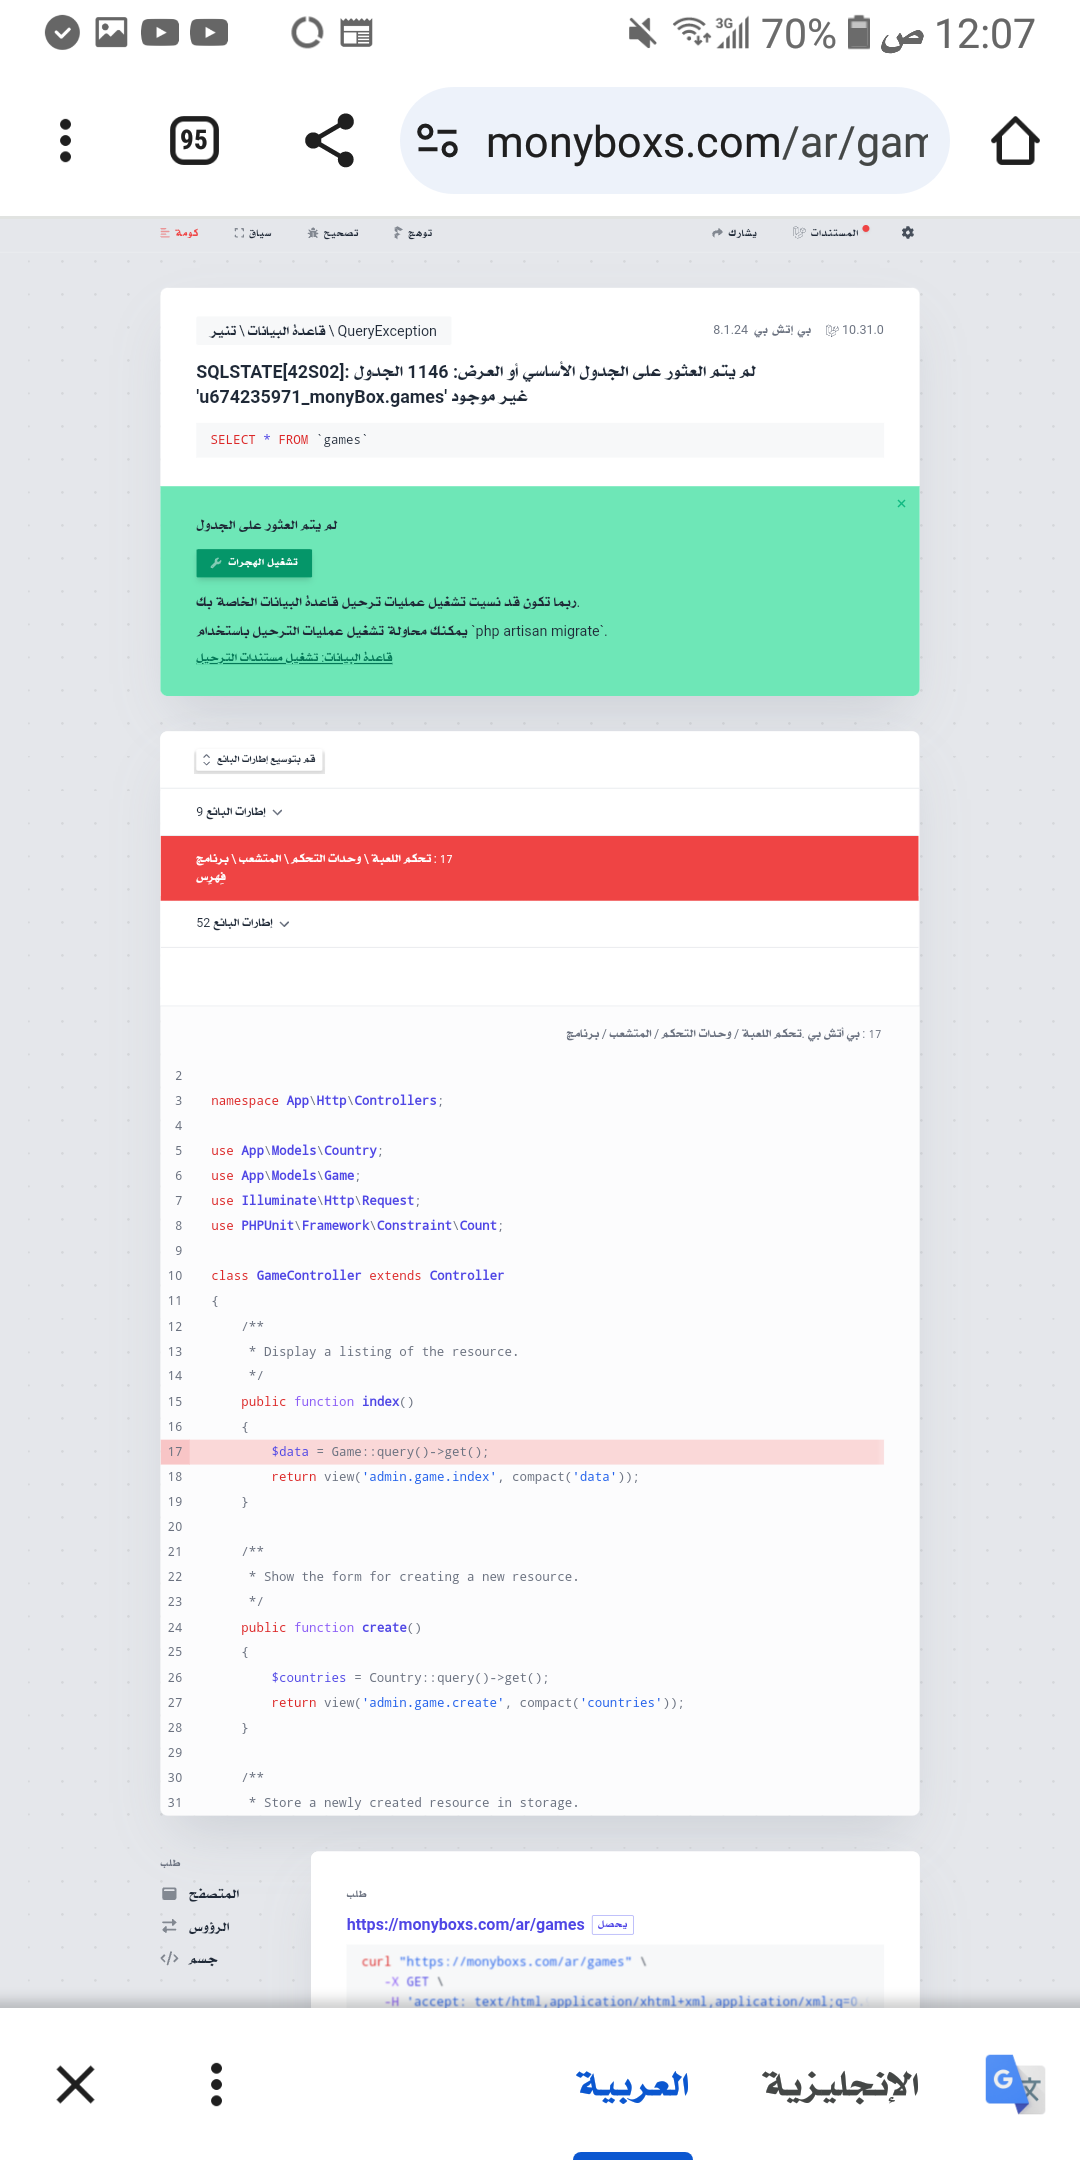 12:07 ص 70% 3G
95 monyboxs.com/ar/gam
كومة سياق تصحيح توهج يشارك المستندات
QueryException \ قاعدة البيانات \ تنير
بي إتش بي 8.1.24 10.31.0
SQLSTATE[42S02]: لم يتم العثور على الجدول الأساسي أو العرض: 1146 الجدول
'u674235971_monyBox.games' غير موجود
SELECT * FROM `games`
لم يتم العثور على الجدول
تشغيل الهجرات
ربما تكون قد نسيت تشغيل عمليات ترحيل قاعدة البيانات الخاصة بك.
يمكنك محاولة تشغيل عمليات الترحيل باستخدام `php artisan migrate`.
قاعدة البيانات: تشغيل مستندات الترحيل
قم بتوسيع إطارات البائع
9 إطارات البائع
برنامج \ المتشعب \ وحدات التحكم \ تحكم اللعبة : 17
فهرس
52 إطارات البائع
برنامج / المتشعب / وحدات التحكم / تحكم اللعبة. بي أتش بي : 17
2
3 namespace App\Http\Controllers;
4
5 use App\Models\Country;
6 use App\Models\Game;
7 use Illuminate\Http\Request;
8 use PHPUnit\Framework\Constraint\Count;
9
10 class GameController extends Controller
11 {
12 /**
13 * Display a listing of the resource.
14 */
15 public function index()
16 {
17 $data = Game::query()->get();
18 return view('admin.game.index', compact('data'));
19 }
20
21 /**
22 * Show the form for creating a new resource.
23 */
24 public function create()
25 {
26 $countries = Country::query()->get();
27 return view('admin.game.create', compact('countries'));
28 }
29
30 /**
31 * Store a newly created resource in storage.
طلب
المتصفح
الرؤوس
جسم
طلب
https://monyboxs.com/ar/games يحصل
curl "https://monyboxs.com/ar/games" \
-X GET \
-H 'accept: text/html,application/xhtml+xml,application/xml;q=0.
الإنجليزية العربية